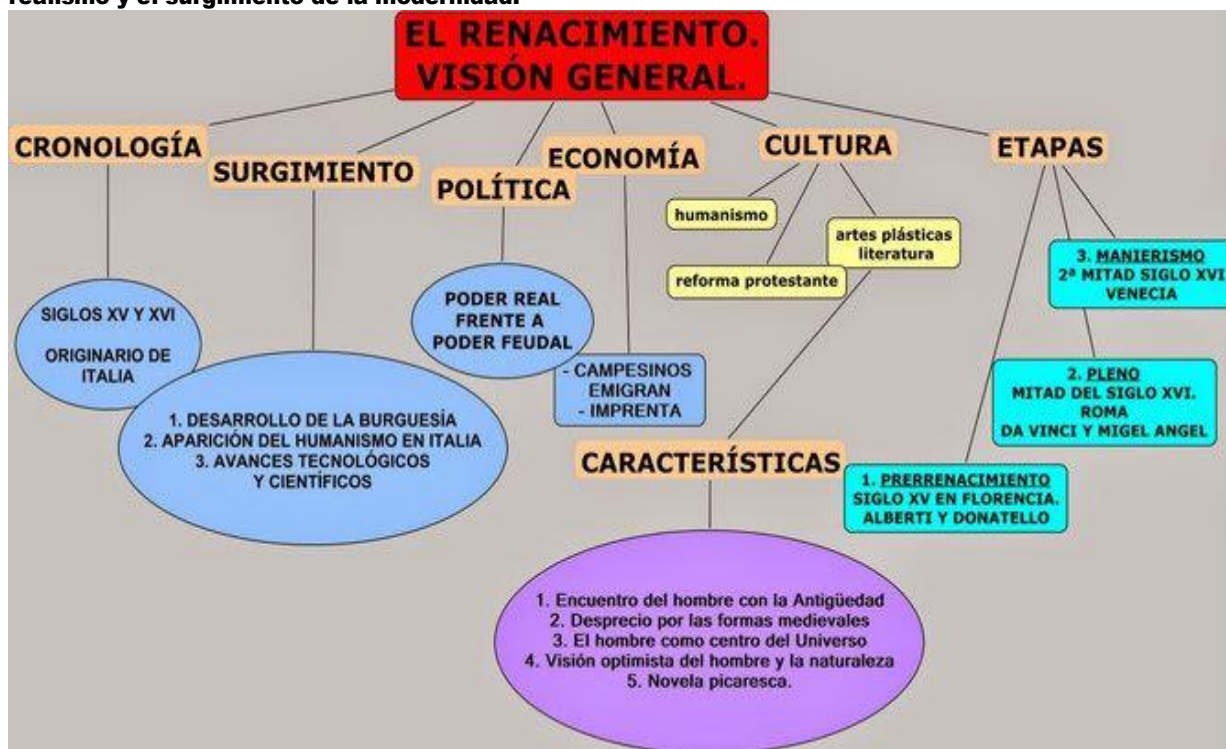 realismo y el surgimiento de la modernidad.
EL RENACIMIENTO.
VISIÓN GENERAL.
CRONOLOGÍA
SIGLOS XV Y XVI
ORIGINARIO DE
ITALIA
SURGIMIENTO
1. DESARROLLO DE LA BURGUESÍA
2. APARICIÓN DEL HUMANISMO EN ITALIA
3. AVANCES TECNOLÓGICOS
Y CIENTÍFICOS
POLÍTICA
PODER REAL
FRENTE A
PODER FEUDAL
ECONOMÍA
- CAMPESINOS
EMIGRAN
- IMPRENTA
CULTURA
humanismo
reforma protestante
artes plásticas
literatura
CARACTERÍSTICAS
1. Encuentro del hombre con la Antigüedad
2. Desprecio por las formas medievales
3. El hombre como centro del Universo
4. Visión optimista del hombre y la naturaleza
5. Novela picaresca.
ETAPAS
3. MANIERISMO
2ª MITAD SIGLO XVI
VENECIA
2. PLENO
MITAD DEL SIGLO XVI.
ROMA
DA VINCI Y MIGEL ANGEL
1. PRERRENACIMIENTO
SIGLO XV EN FLORENCIA.
ALBERTI Y DONATELLO